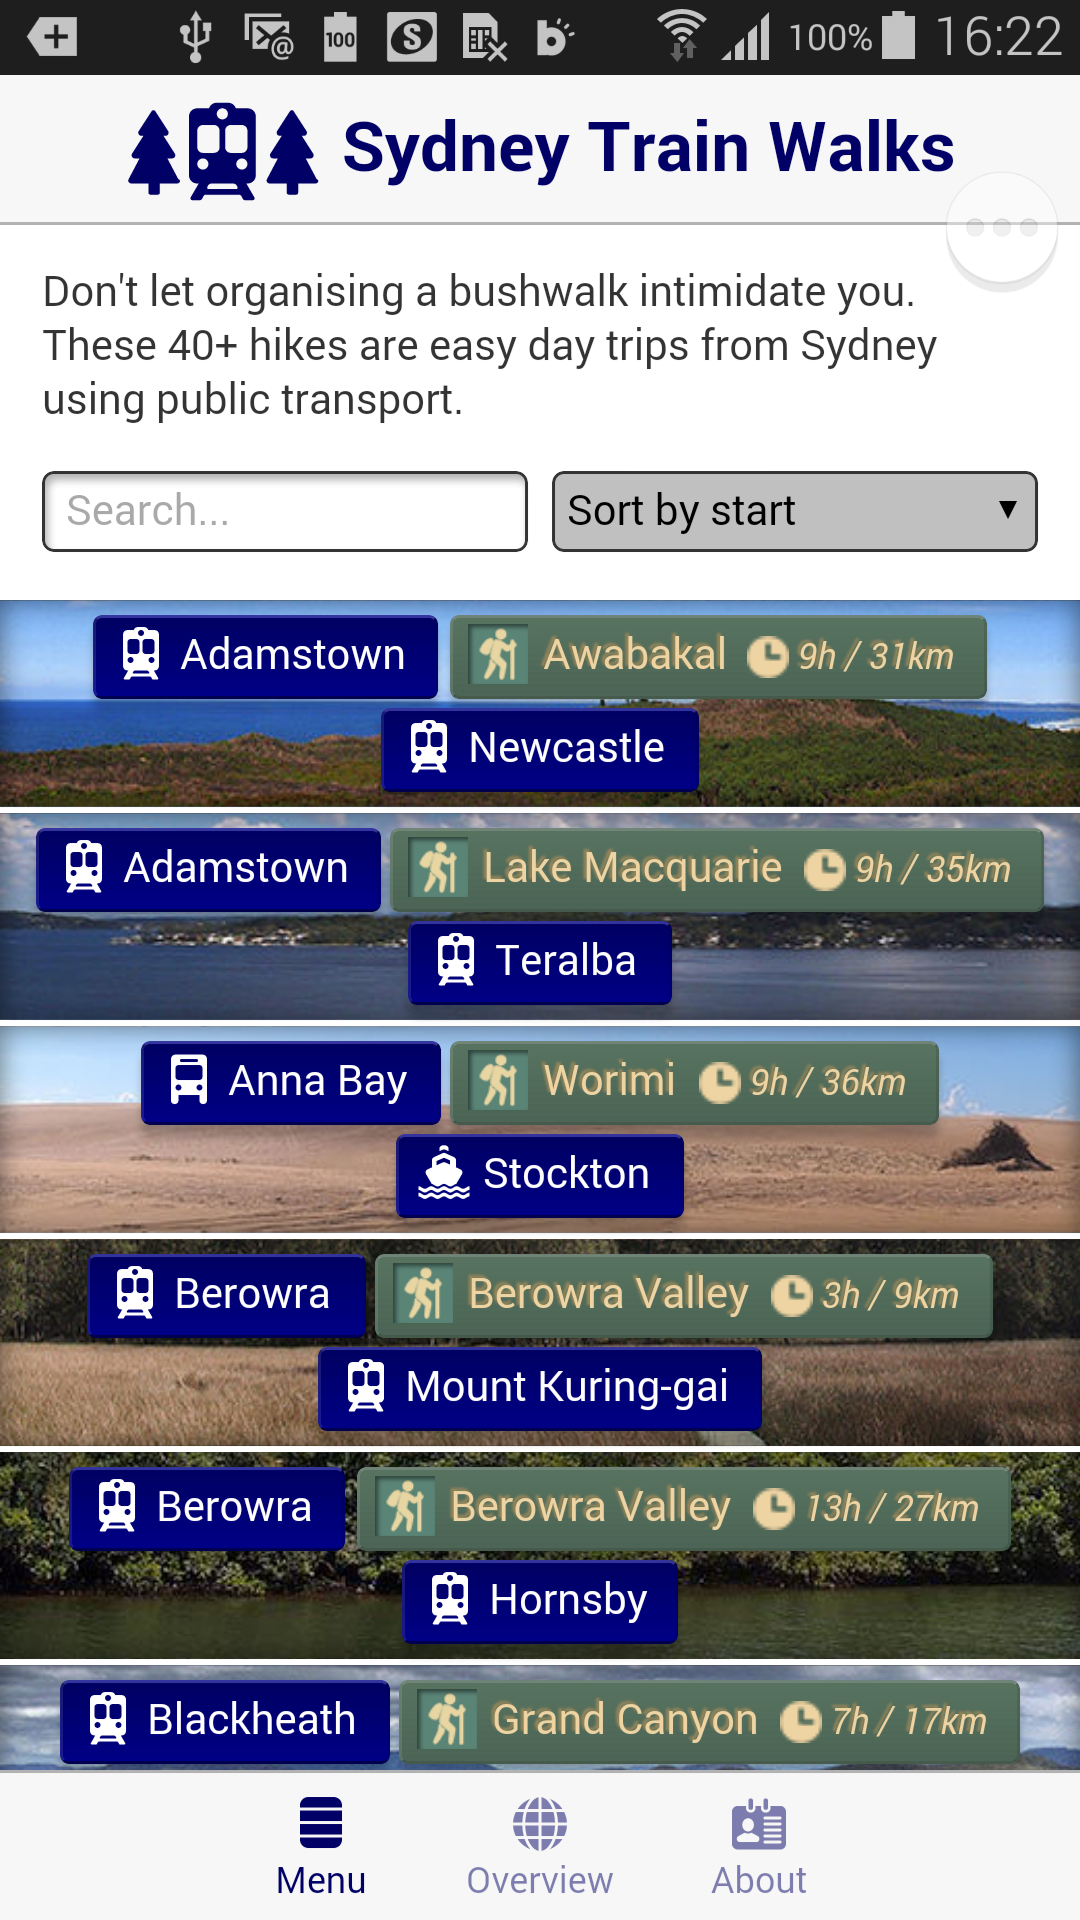 100 100% 16:22
Sydney Train Walks
Don't let organising a bushwalk intimidate you.
These 40+ hikes are easy day trips from Sydney
using public transport.
Search... Sort by start
Adamstown Awabakal 9h / 31km
Newcastle
Adamstown Lake Macquarie 9h / 35km
Teralba
Anna Bay Worimi 9h / 36km
Stockton
Berowra Berowra Valley 3h / 9km
Mount Kuring-gai
Berowra Berowra Valley 13h / 27km
Hornsby
Blackheath Grand Canyon 7h / 17km
Menu Overview About